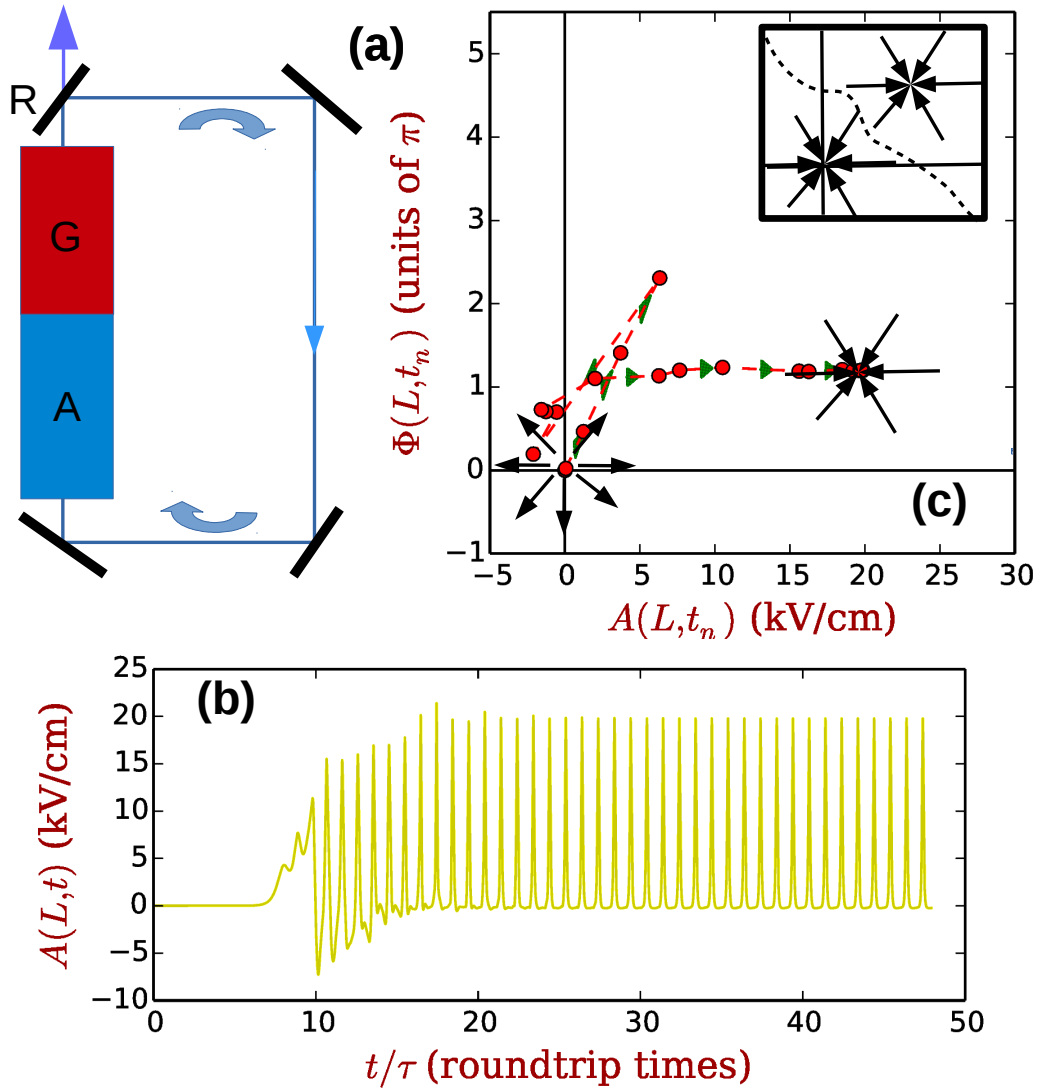 (a)
R
G
A
5
4
3
2
1
0
−1
Φ(L,tₙ) (units of π)
−5 0 5 10 15 20 25 30
A(L,tₙ) (kV/cm)
(c)
25
20
15
10
5
0
−5
−10
A(L,t) (kV/cm)
(b)
0 10 20 30 40 50
t/τ (roundtrip times)